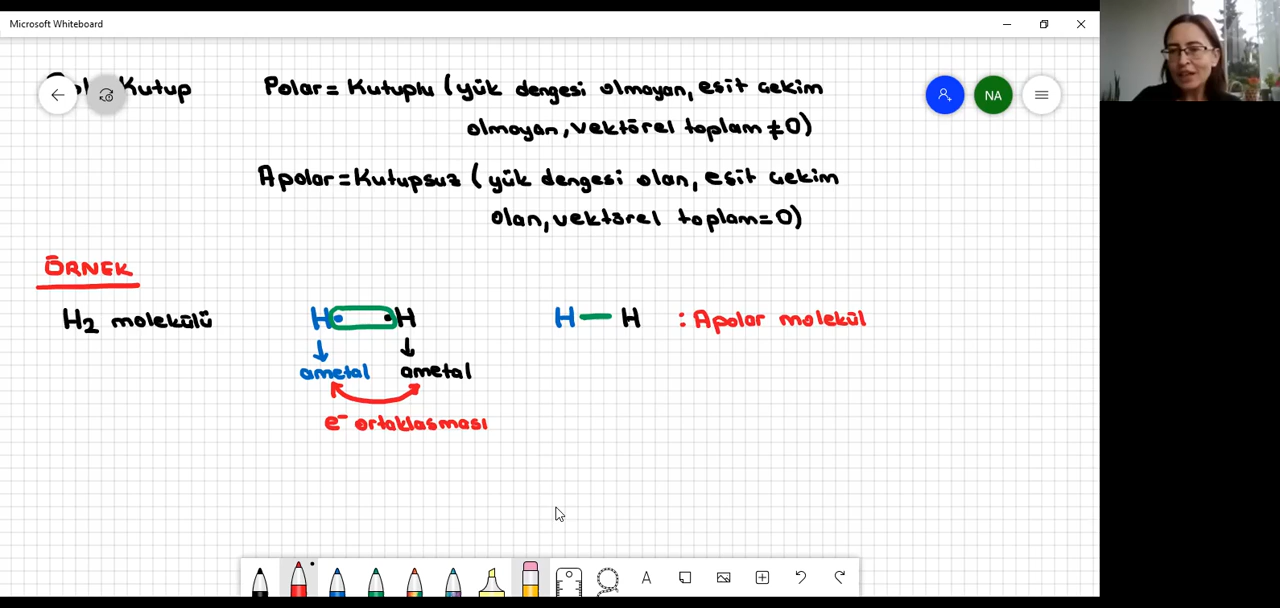 Microsoft Whiteboard
Kutup Polar = Kutuplu (yük dengesi olmayan, eşit çekim
olmayan, vektörel toplam ≠ 0)
NA
Apolar = Kutupsuz (yük dengesi olan, eşit çekim
olan, vektörel toplam = 0)
ÖRNEK
H2 molekülü H• •H H — H : Apolar molekül
ametal ametal
e- ortaklaşması
A